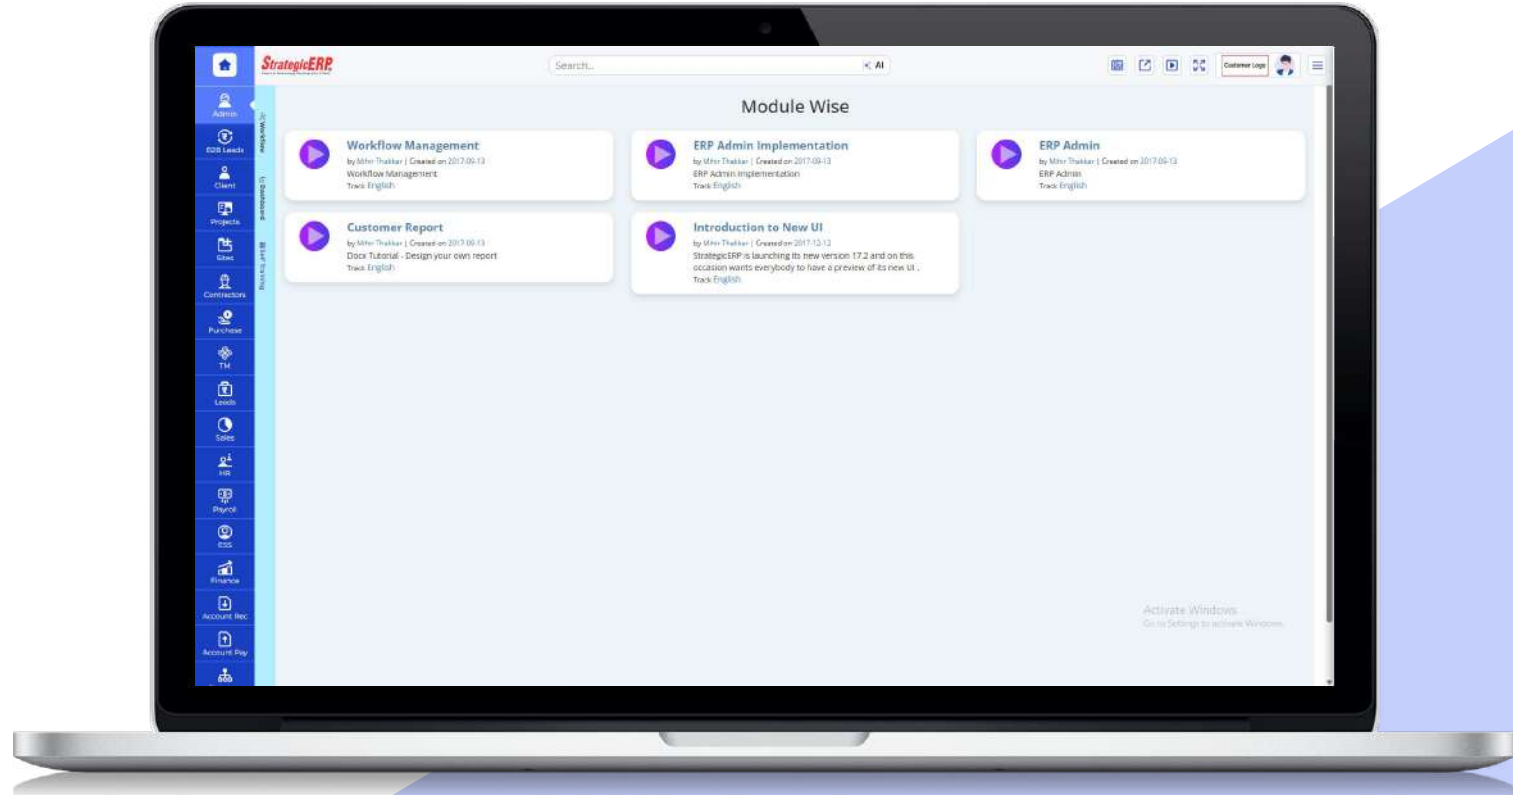 StrategicERP
Search...
AI
Customer Logo
Admin
B2B Leads
Client
Projects
Sites
Contractors
Purchase
TM
Leads
Sales
HR
Payroll
ESS
Finance
Account Rec
Account Pay
Workflow
Dashboard
Self Training
Module Wise
Workflow Management
by Mihir Thakkar | Created on 2017-09-13
Workflow Management
Track English
ERP Admin Implementation
by Mihir Thakkar | Created on 2017-09-13
ERP Admin Implementation
Track English
ERP Admin
by Mihir Thakkar | Created on 2017-09-13
ERP Admin
Track English
Customer Report
by Mihir Thakkar | Created on 2017-09-13
Docx Tutorial - Design your own report
Track English
Introduction to New UI
by Mihir Thakkar | Created on 2017-12-12
StrategicERP is launching its new version 17.2 and on this
occasion wants everybody to have a preview of its new UI .
Track English
Activate Windows
Go to Settings to activate Windows.